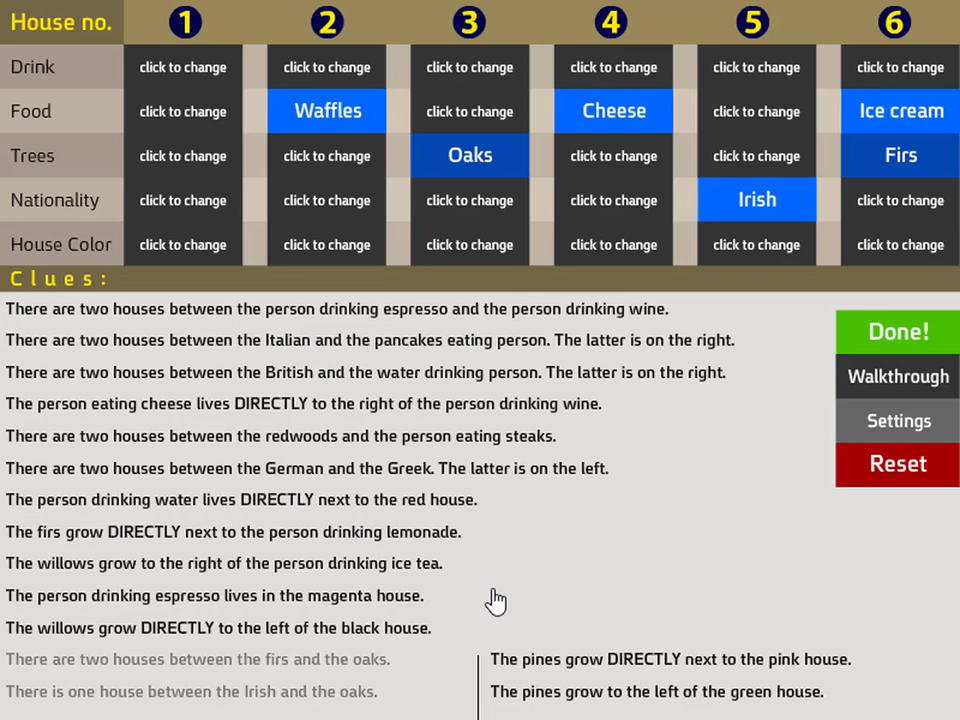 House no. 1 2 3 4 5 6
Drink click to change click to change click to change click to change click to change click to change
Food click to change Waffles click to change Cheese click to change Ice cream
Trees click to change click to change Oaks click to change click to change Firs
Nationality click to change click to change click to change click to change Irish click to change
House Color click to change click to change click to change click to change click to change click to change
Clues:
There are two houses between the person drinking espresso and the person drinking wine.
There are two houses between the Italian and the pancakes eating person. The latter is on the right.
There are two houses between the British and the water drinking person. The latter is on the right.
The person eating cheese lives DIRECTLY to the right of the person drinking wine.
There are two houses between the redwoods and the person eating steaks.
There are two houses between the German and the Greek. The latter is on the left.
The person drinking water lives DIRECTLY next to the red house.
The firs grow DIRECTLY next to the person drinking lemonade.
The willows grow to the right of the person drinking ice tea.
The person drinking espresso lives in the magenta house.
The willows grow DIRECTLY to the left of the black house.
There are two houses between the firs and the oaks.
There is one house between the Irish and the oaks.
The pines grow DIRECTLY next to the pink house.
The pines grow to the left of the green house.
Done!
Walkthrough
Settings
Reset